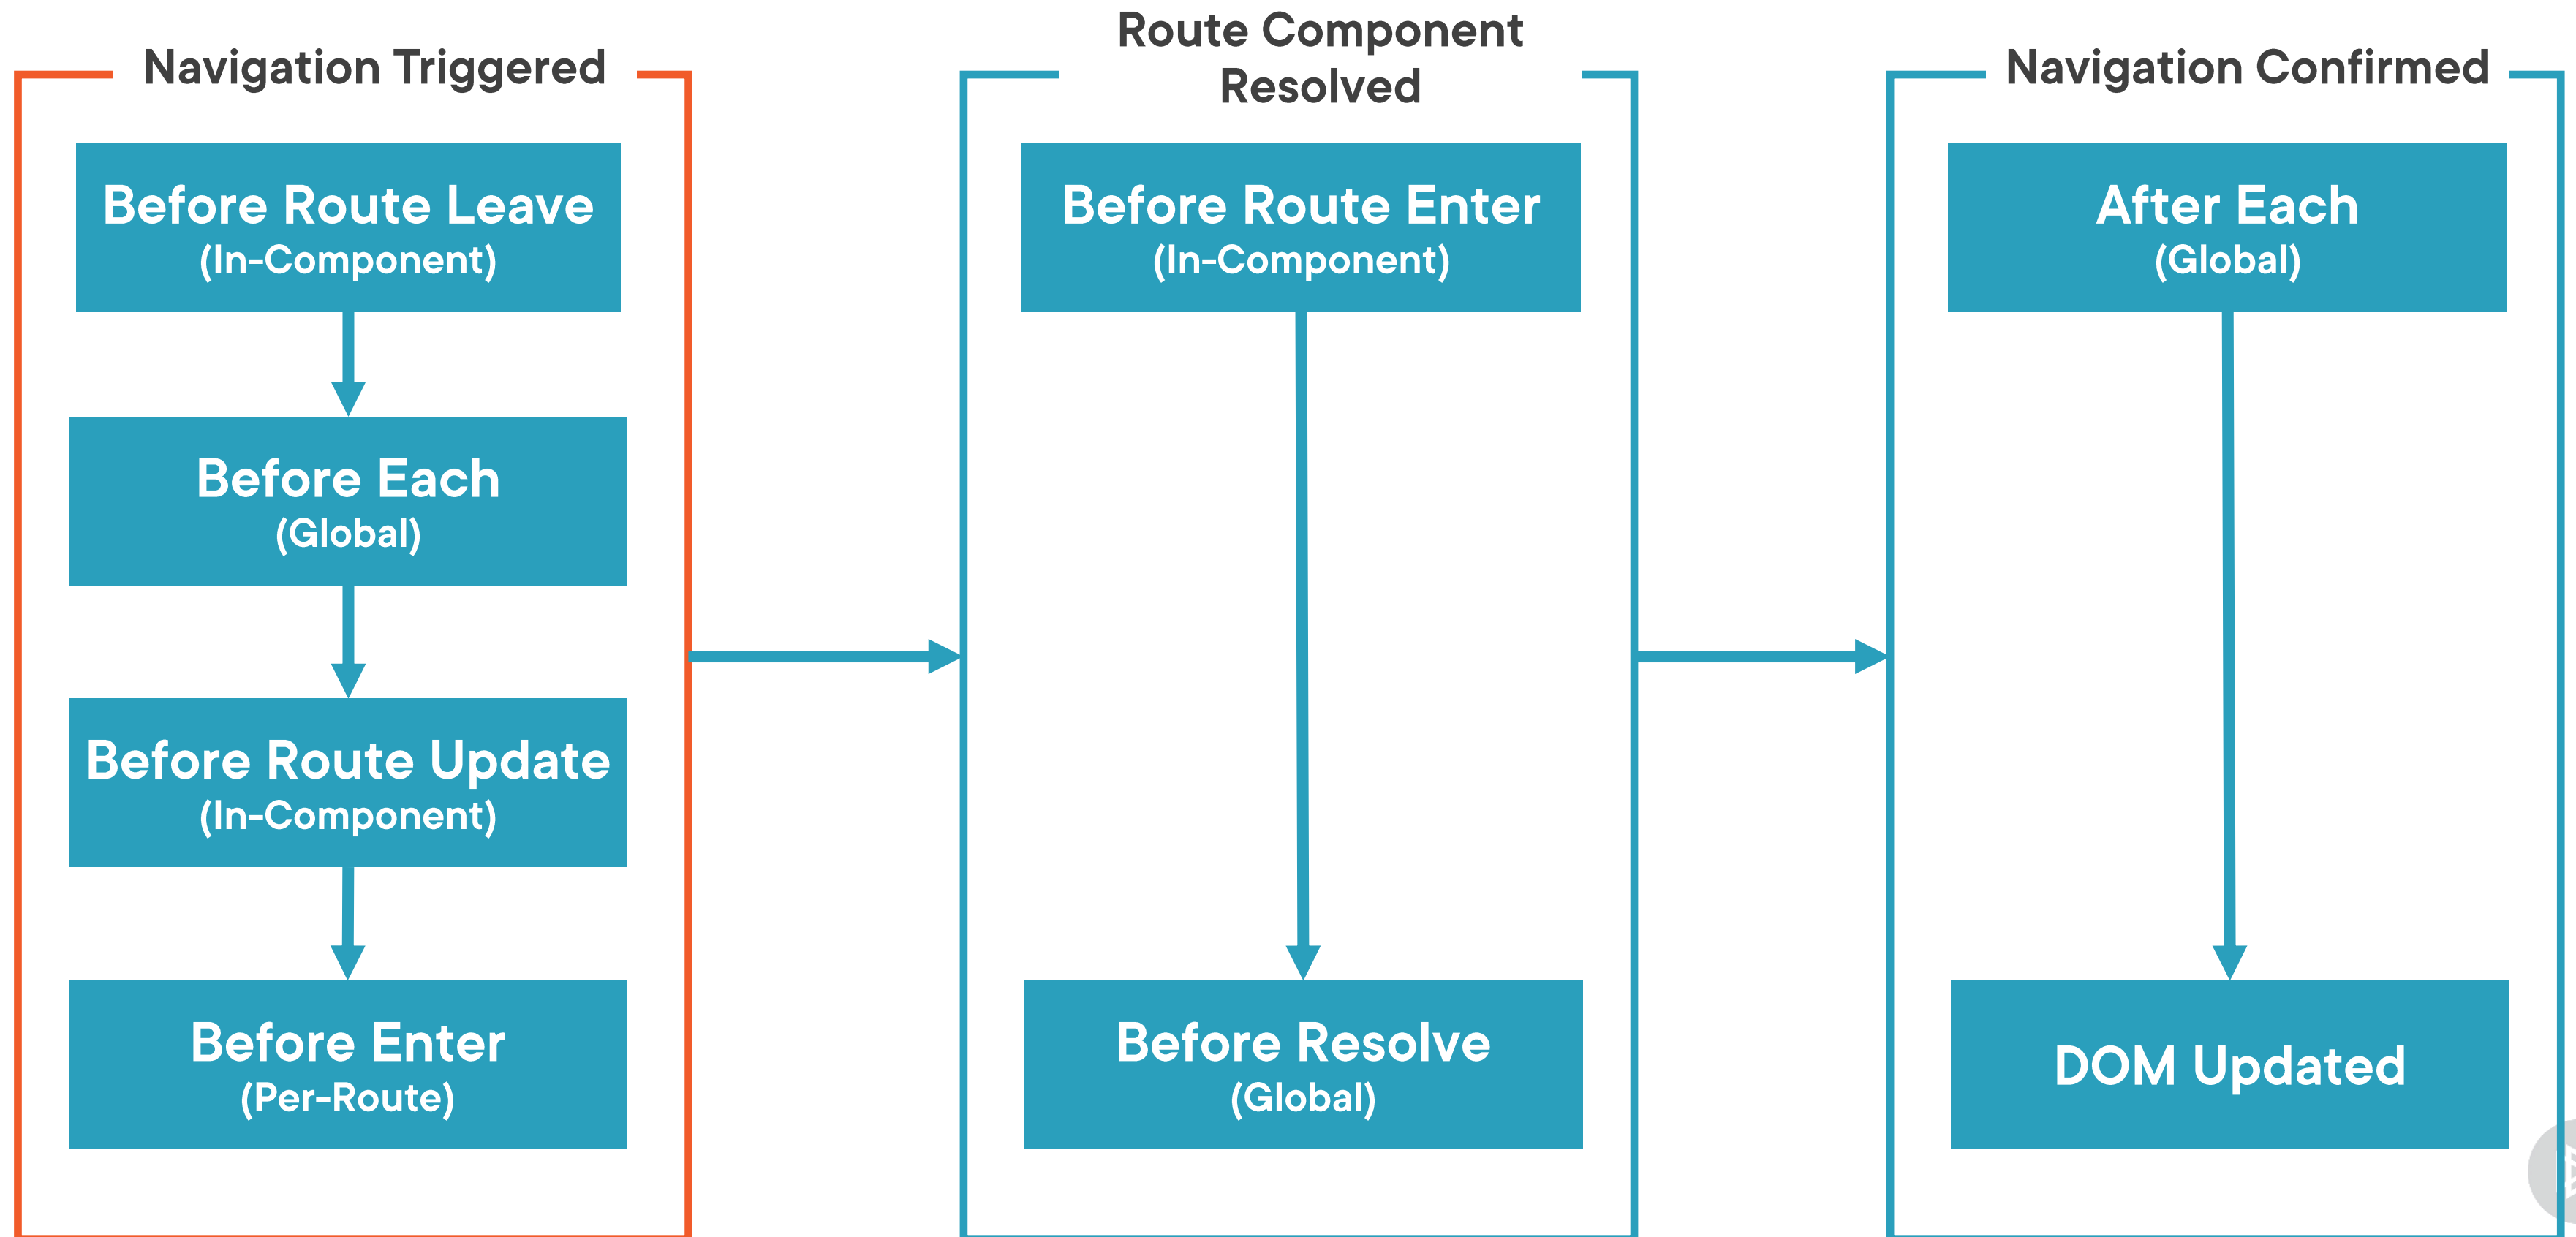 Navigation Triggered
Before Route Leave
(In-Component)
Before Each
(Global)
Before Route Update
(In-Component)
Before Enter
(Per-Route)
Route Component
Resolved
Before Route Enter
(In-Component)
Before Resolve
(Global)
Navigation Confirmed
After Each
(Global)
DOM Updated